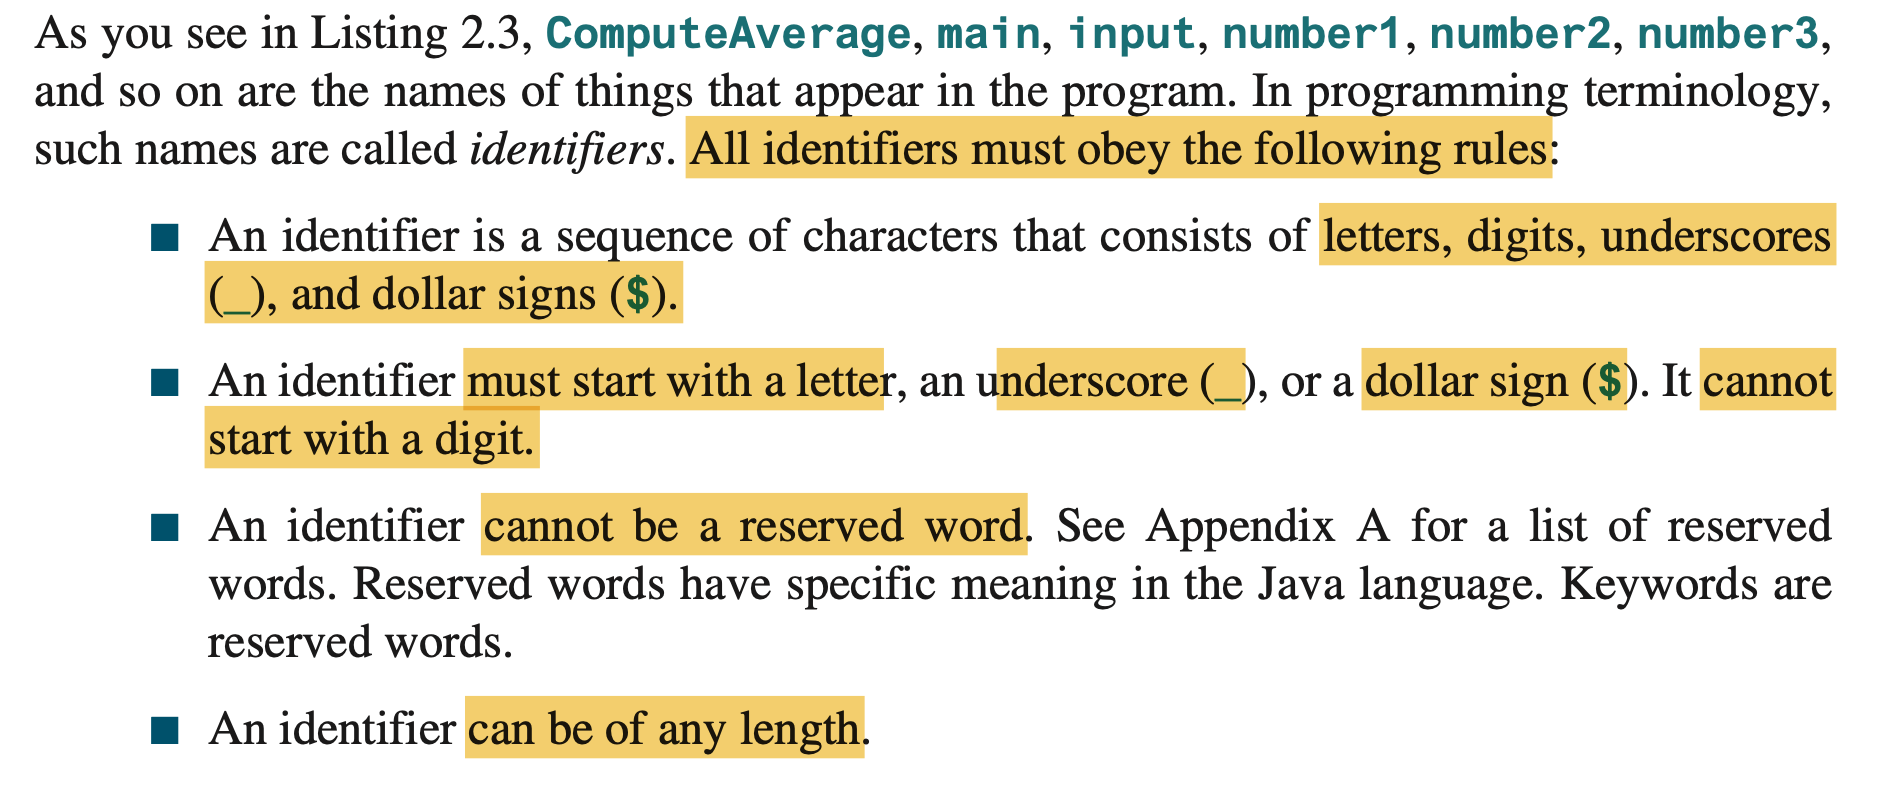 As you see in Listing 2.3, ComputeAverage, main, input, number1, number2, number3,
and so on are the names of things that appear in the program. In programming terminology,
such names are called identifiers. All identifiers must obey the following rules:
■ An identifier is a sequence of characters that consists of letters, digits, underscores
(_), and dollar signs ($).
■ An identifier must start with a letter, an underscore (_), or a dollar sign ($). It cannot
start with a digit.
■ An identifier cannot be a reserved word. See Appendix A for a list of reserved
words. Reserved words have specific meaning in the Java language. Keywords are
reserved words.
■ An identifier can be of any length.